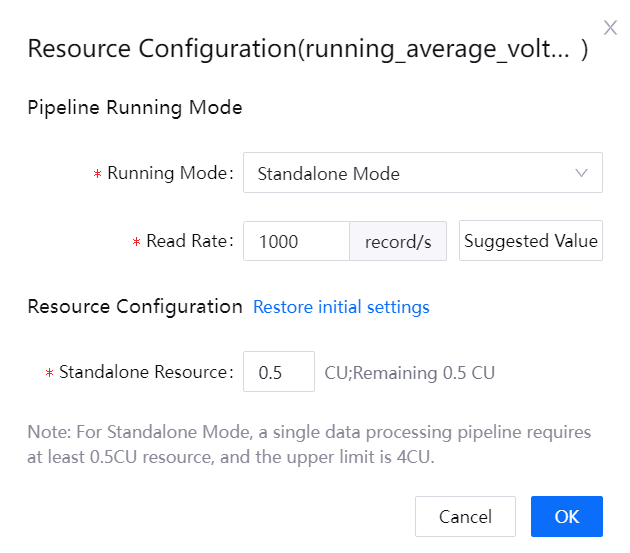 Resource Configuration(running_average_volt... )
Pipeline Running Mode
* Running Mode: Standalone Mode
* Read Rate: 1000 record/s Suggested Value
Resource Configuration Restore initial settings
* Standalone Resource: 0.5 CU;Remaining 0.5 CU
Note: For Standalone Mode, a single data processing pipeline requires
at least 0.5CU resource, and the upper limit is 4CU.
Cancel OK